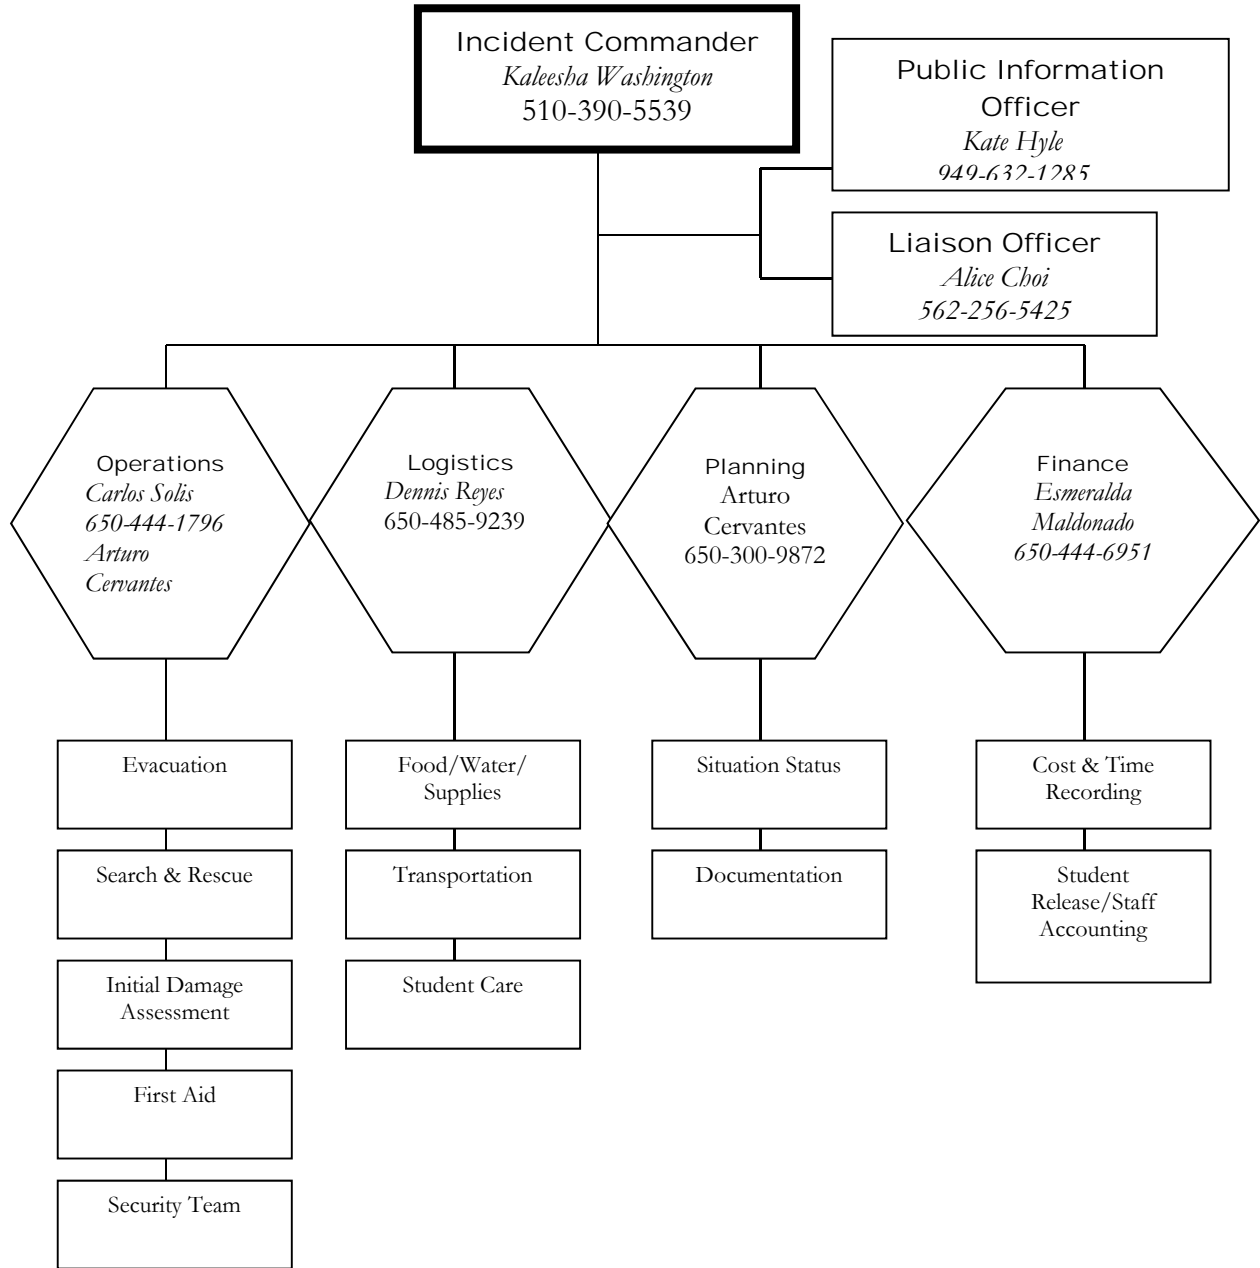 Incident Commander
Kaleesha Washington
510-390-5539
Public Information
Officer
Kate Hyle
949-632-1285
Liaison Officer
Alice Choi
562-256-5425
Operations
Carlos Solis
650-444-1796
Arturo
Cervantes
Logistics
Dennis Reyes
650-485-9239
Planning
Arturo
Cervantes
650-300-9872
Finance
Esmeralda
Maldonado
650-444-6951
Evacuation
Search & Rescue
Initial Damage
Assessment
First Aid
Security Team
Food/Water/
Supplies
Transportation
Student Care
Situation Status
Documentation
Cost & Time
Recording
Student
Release/Staff
Accounting